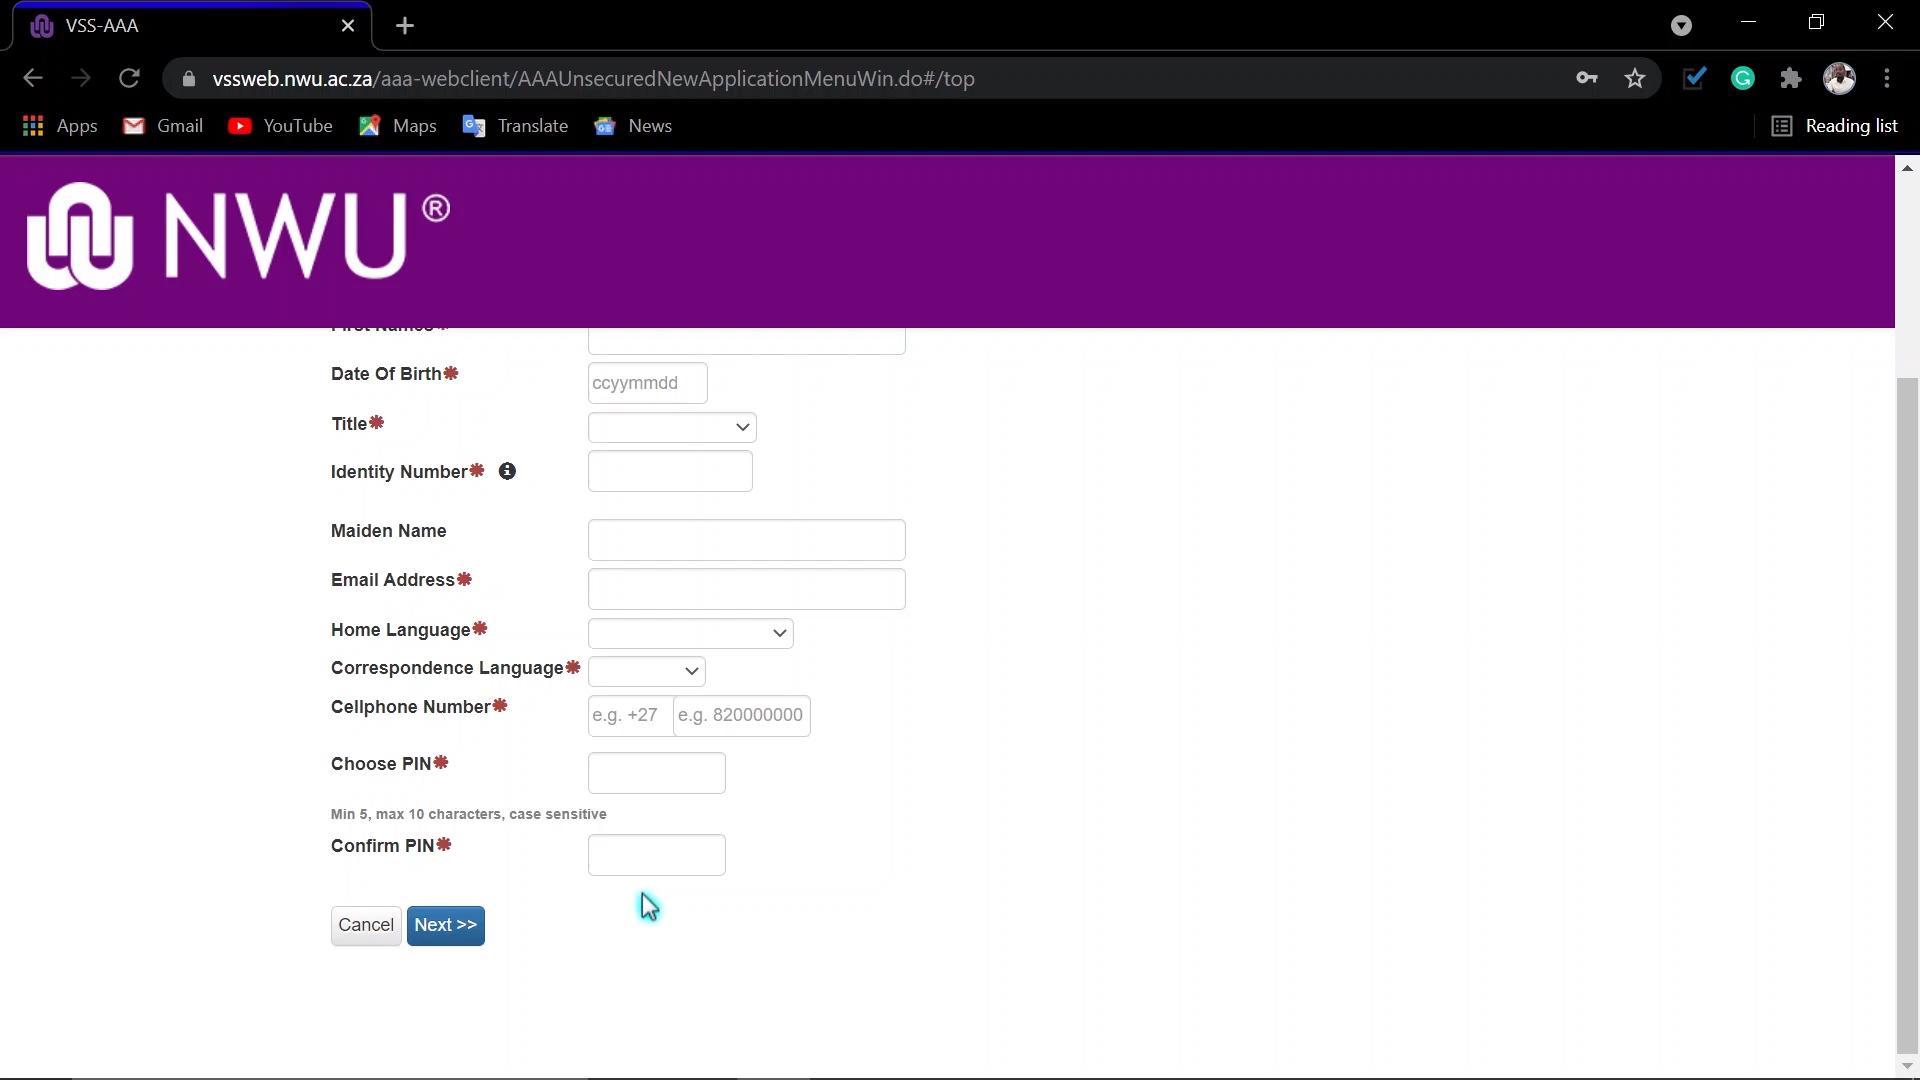 VSS-AAA
vssweb.nwu.ac.za/aaa-webclient/AAAUnsecuredNewApplicationMenuWin.do#/top
Apps Gmail YouTube Maps Translate News Reading list
NWU®
First Names*
Date Of Birth* ccyymmdd
Title*
Identity Number*
Maiden Name
Email Address*
Home Language*
Correspondence Language*
Cellphone Number* e.g. +27 e.g. 820000000
Choose PIN*
Min 5, max 10 characters, case sensitive
Confirm PIN*
Cancel Next >>